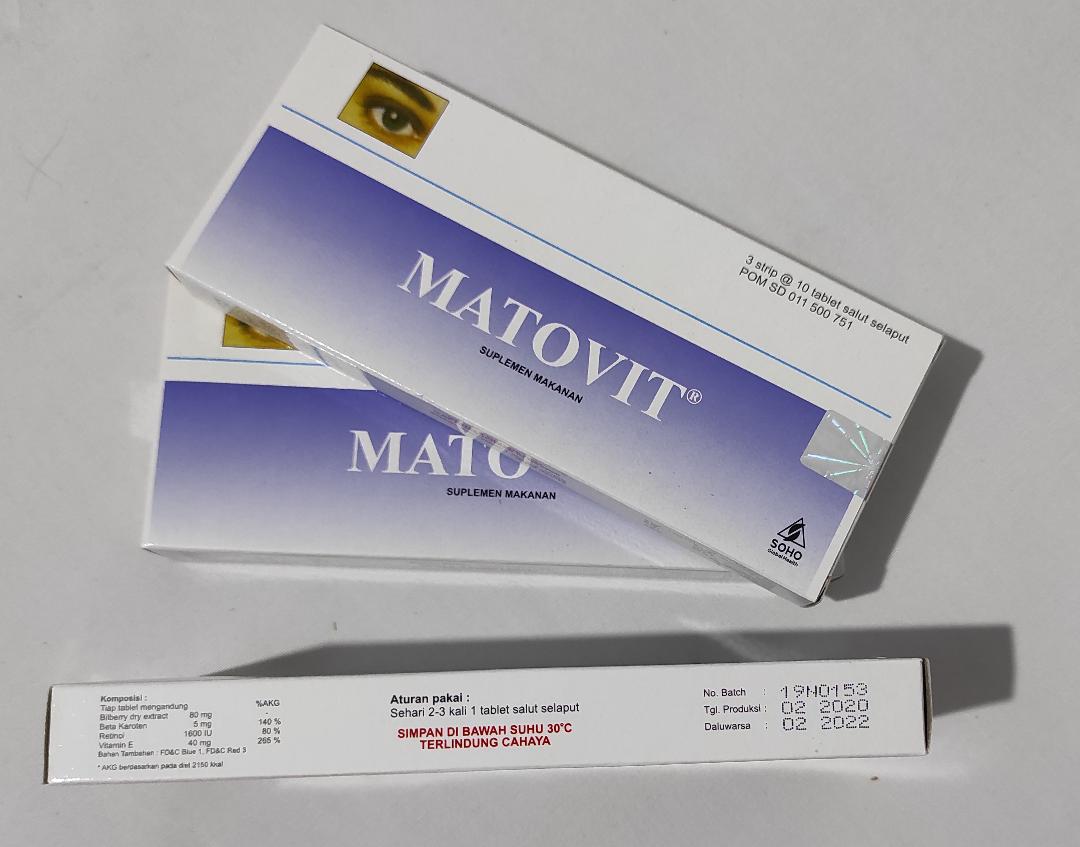 3 strip @ 10 tablet salut selaput
POM SD 011 500 751
MATOVIT®
SUPLEMEN MAKANAN
SOHO
Global Health
MATO
SUPLEMEN MAKANAN
Komposisi :
Tiap tablet mengandung %AKG
Bilberry dry extract 80 mg -
Beta Karoten 5 mg 140 %
Retinol 1600 IU 80 %
Vitamin E 40 mg 265 %
Bahan Tambahan : FD&C Blue 1, FD&C Red 3
* AKG berdasarkan pada diet 2150 kkal
Aturan pakai :
Sehari 2-3 kali 1 tablet salut selaput
SIMPAN DI BAWAH SUHU 30°C
TERLINDUNG CAHAYA
No. Batch : 19N0153
Tgl. Produksi : 02 2020
Daluwarsa : 02 2022